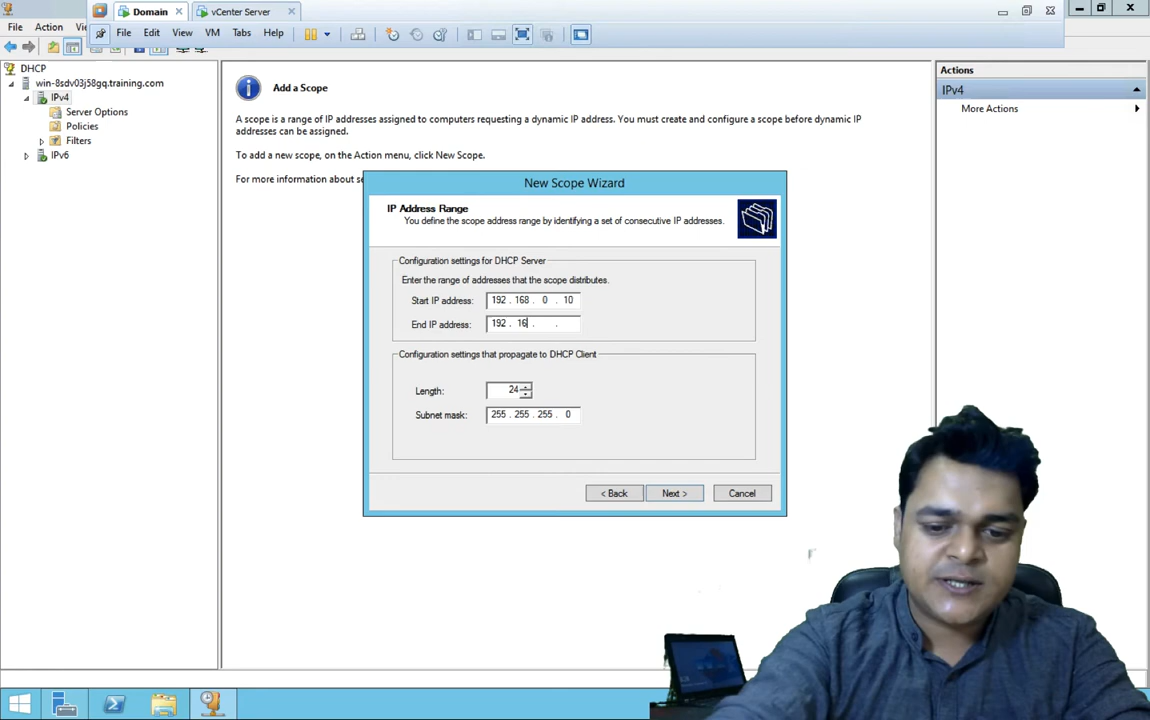 Domain
vCenter Server
File Action Vi
File Edit View VM Tabs Help
DHCP
win-8sdv03j58gq.training.com
IPv4
Server Options
Policies
Filters
IPv6
Add a Scope
A scope is a range of IP addresses assigned to computers requesting a dynamic IP address. You must create and configure a scope before dynamic IP
addresses can be assigned.
To add a new scope, on the Action menu, click New Scope.
For more information about se
Actions
IPv4
More Actions
New Scope Wizard
IP Address Range
You define the scope address range by identifying a set of consecutive IP addresses.
Configuration settings for DHCP Server
Enter the range of addresses that the scope distributes.
Start IP address: 192 . 168 . 0 . 10
End IP address: 192 . 16 . .
Configuration settings that propagate to DHCP Client
Length: 24
Subnet mask: 255 . 255 . 255 . 0
< Back Next > Cancel